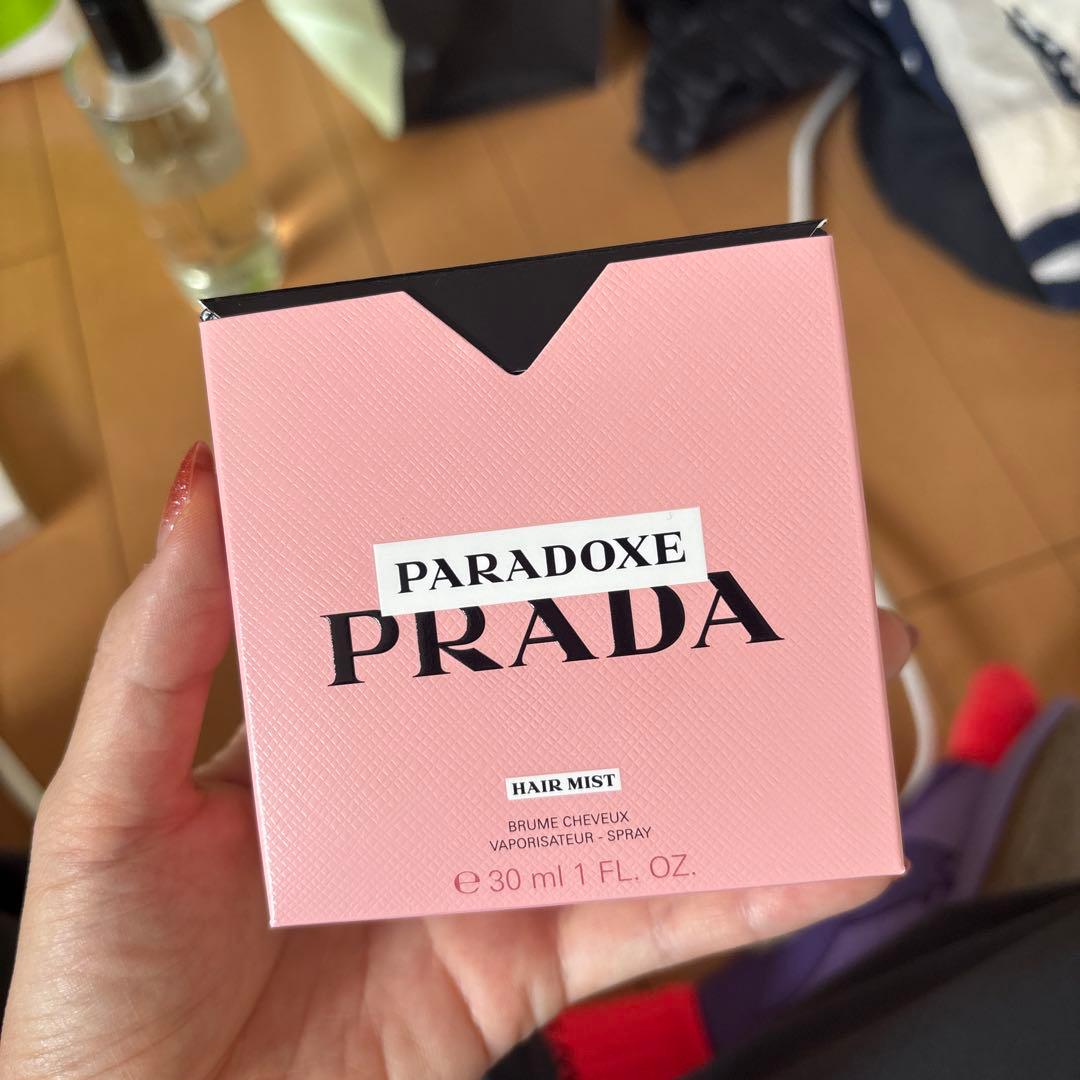 PARADOXE
PRADA
HAIR MIST
BRUME CHEVEUX
VAPORISATEUR - SPRAY
℮ 30 ml 1 FL. OZ.